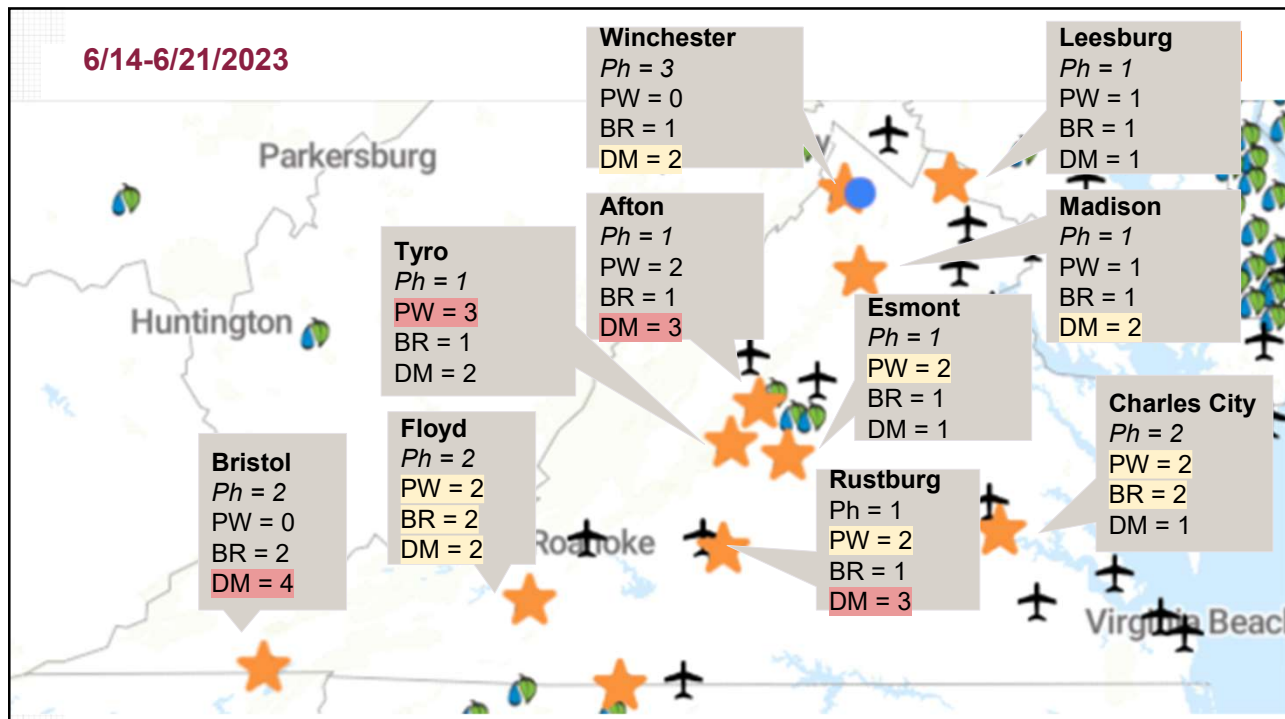 6/14-6/21/2023
Winchester
Ph = 3
PW = 0
BR = 1
DM = 2
Leesburg
Ph = 1
PW = 1
BR = 1
DM = 1
Parkersburg
Afton
Ph = 1
PW = 2
BR = 1
DM = 3
Madison
Ph = 1
PW = 1
BR = 1
DM = 2
Tyro
Ph = 1
PW = 3
BR = 1
DM = 2
Huntington
Esmont
Ph = 1
PW = 2
BR = 1
DM = 1
Charles City
Ph = 2
PW = 2
BR = 2
DM = 1
Floyd
Ph = 2
PW = 2
BR = 2
DM = 2
Bristol
Ph = 2
PW = 0
BR = 2
DM = 4
Rustburg
Ph = 1
PW = 2
BR = 1
DM = 3
Roanoke
Virginia Beac